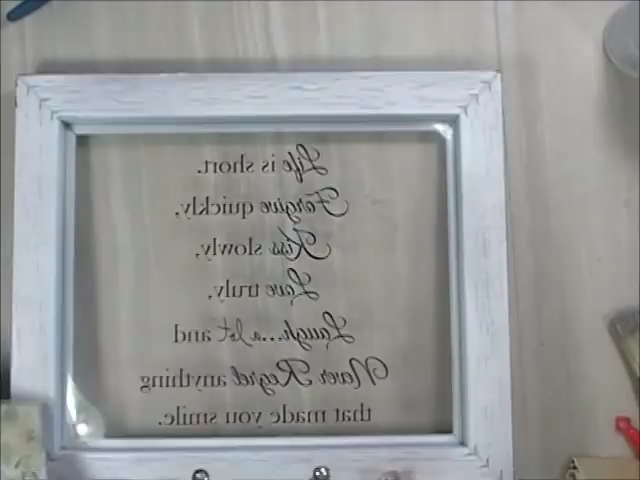 Life is short.
Forgive quickly,
Kiss slowly,
Love truly,
Laugh...a lot and
Never Regret anything
that made you smile.